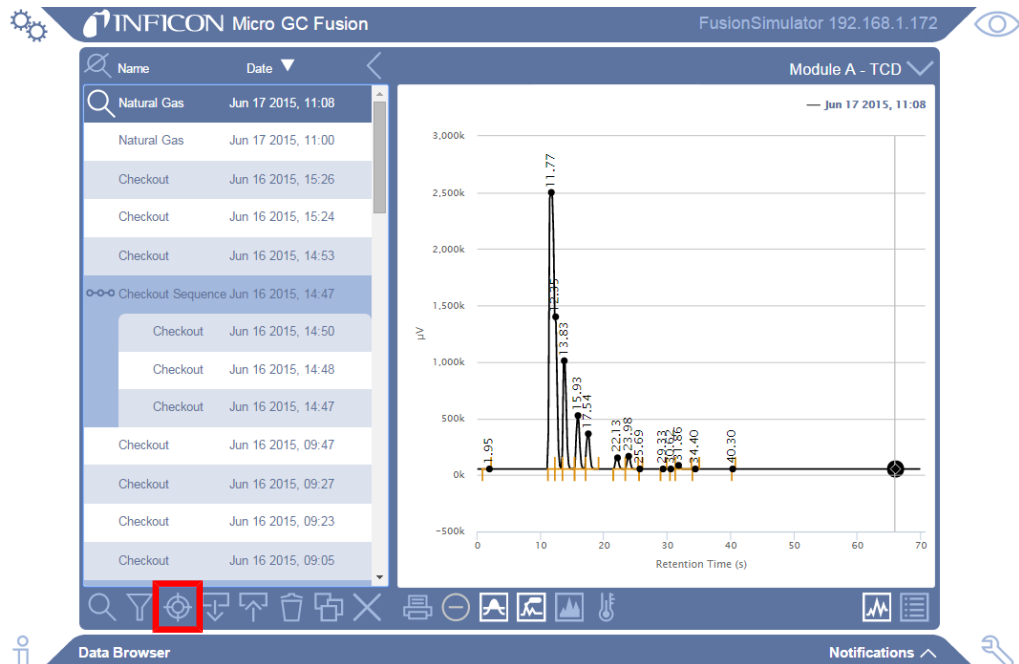 INFICON Micro GC Fusion
FusionSimulator 192.168.1.172
Name Date
Natural Gas Jun 17 2015, 11:08
Natural Gas Jun 17 2015, 11:00
Checkout Jun 16 2015, 15:26
Checkout Jun 16 2015, 15:24
Checkout Jun 16 2015, 14:53
Checkout Sequence Jun 16 2015, 14:47
Checkout Jun 16 2015, 14:50
Checkout Jun 16 2015, 14:48
Checkout Jun 16 2015, 14:47
Checkout Jun 16 2015, 09:47
Checkout Jun 16 2015, 09:27
Checkout Jun 16 2015, 09:23
Checkout Jun 16 2015, 09:05
Module A - TCD
Jun 17 2015, 11:08
3,000k
2,500k
2,000k
1,500k
1,000k
500k
0k
-500k
µV
1.95
11.77
13.83
15.93
17.54
22.13
23.98
25.69
29.33
31.86
34.40
40.30
0 10 20 30 40 50 60 70
Retention Time (s)
Data Browser
Notifications